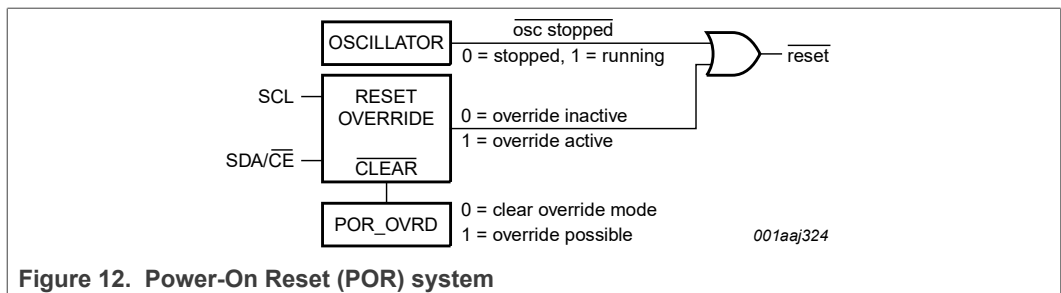 OSCILLATOR
osc stopped
0 = stopped, 1 = running
reset
SCL
SDA/CE
RESET
OVERRIDE
CLEAR
0 = override inactive
1 = override active
POR_OVRD
0 = clear override mode
1 = override possible
001aaj324
Figure 12. Power-On Reset (POR) system